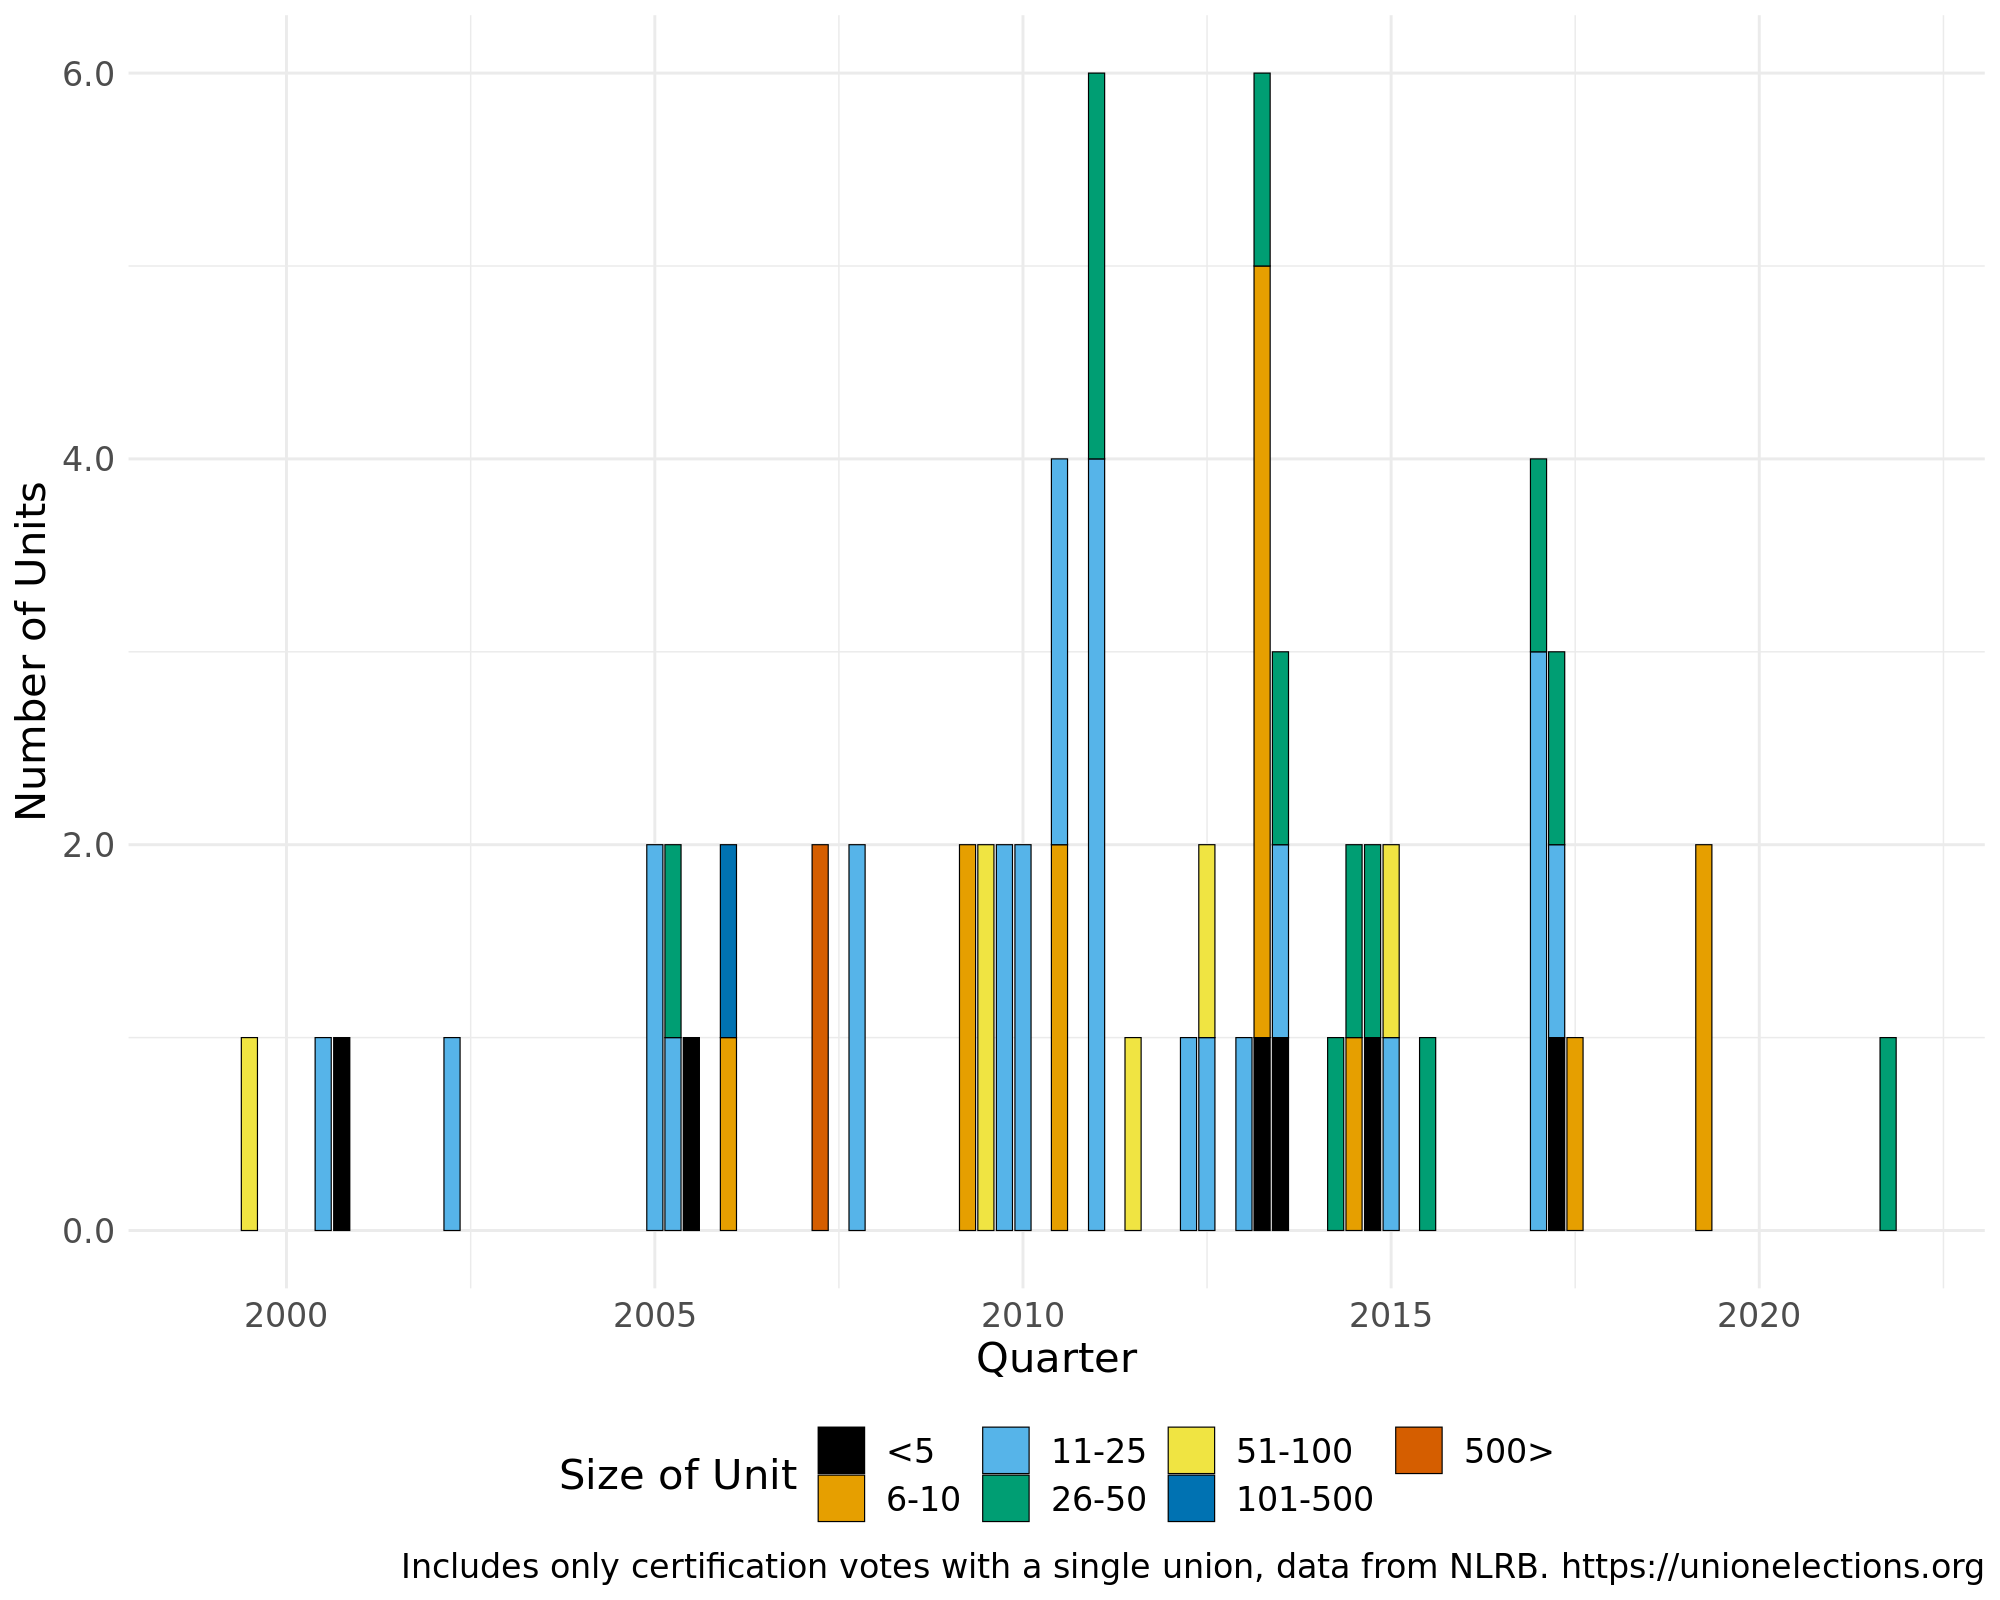 6.0
4.0
2.0
0.0
Number of Units
2000 2005 2010 2015 2020
Quarter
Size of Unit
<5 11-25 51-100 500>
6-10 26-50 101-500
Includes only certification votes with a single union, data from NLRB. https://unionelections.org